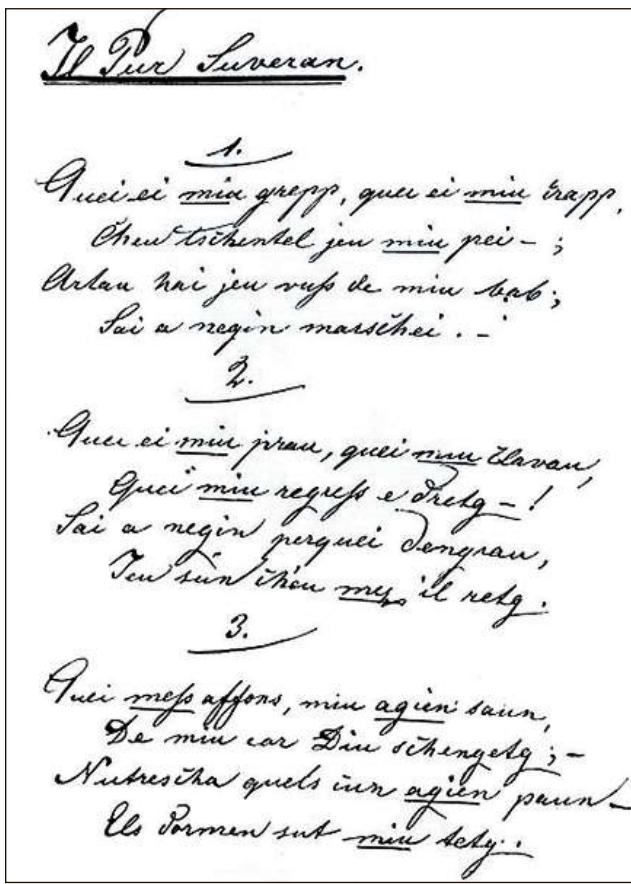 Il Pur Suveran.
1.
Quei ei miu grepp, quei ei miu crapp,
Cheu tschentel jeu miu pei - ;
Artau hai jeu vuss de miu bab;
Sai a negin marschei. -
2.
Quei ei miu prau, quei miu clavau,
Quei miu regress e dretg - !
Sai a negin perquei d'engrau,
Jeu sun cheu mez il retg.
3.
Quei mess affons, miu agien saun,
De miu car Diu schengetg ; -
Nutrescha quels cun agien paun -
Els dorman sut miu tetg.